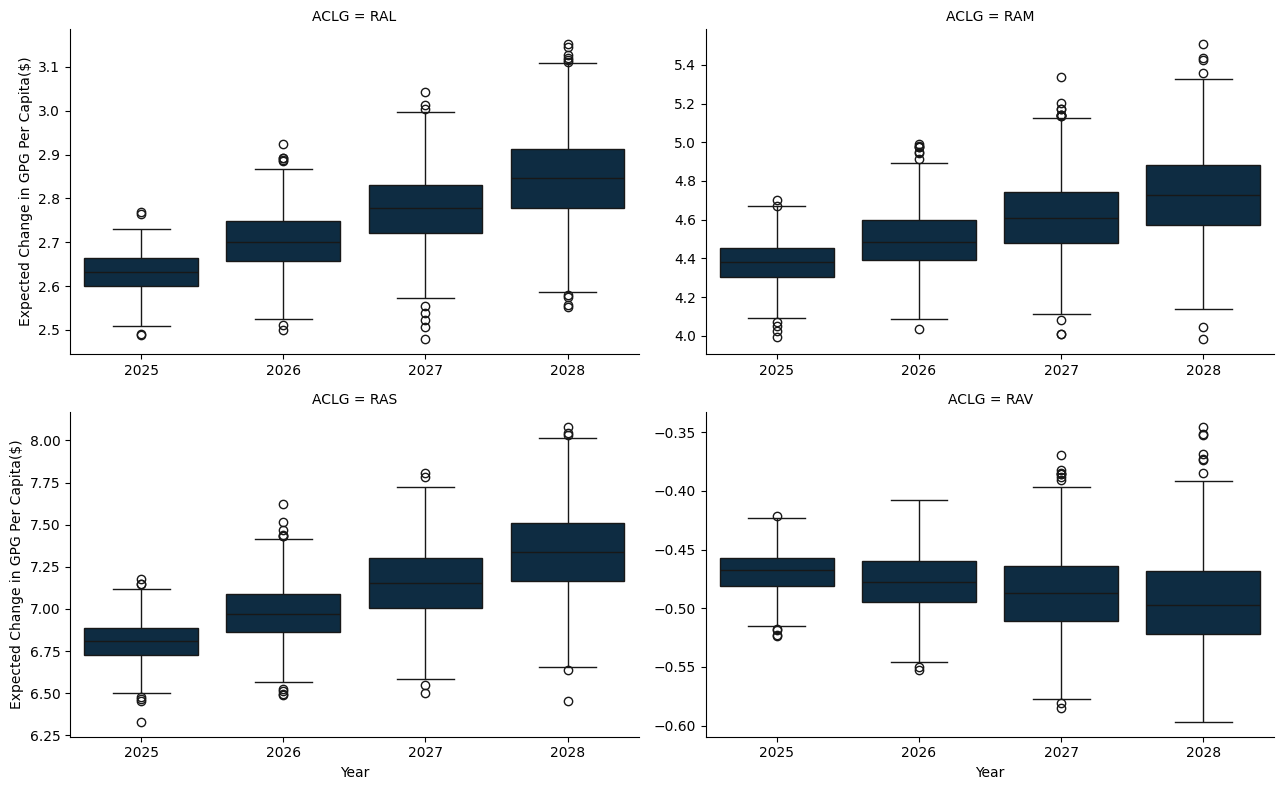 ACLG = RAL
Expected Change in GPG Per Capita($)
3.1
3.0
2.9
2.8
2.7
2.6
2.5
2025 2026 2027 2028
ACLG = RAM
5.4
5.2
5.0
4.8
4.6
4.4
4.2
4.0
2025 2026 2027 2028
ACLG = RAS
Expected Change in GPG Per Capita($)
8.00
7.75
7.50
7.25
7.00
6.75
6.50
6.25
2025 2026 2027 2028
Year
ACLG = RAV
−0.35
−0.40
−0.45
−0.50
−0.55
−0.60
2025 2026 2027 2028
Year